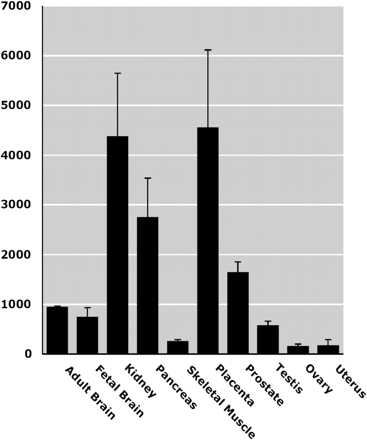 7000
6000
5000
4000
3000
2000
1000
0
Adult Brain
Fetal Brain
Kidney
Pancreas
Skeletal Muscle
Placenta
Prostate
Testis
Ovary
Uterus